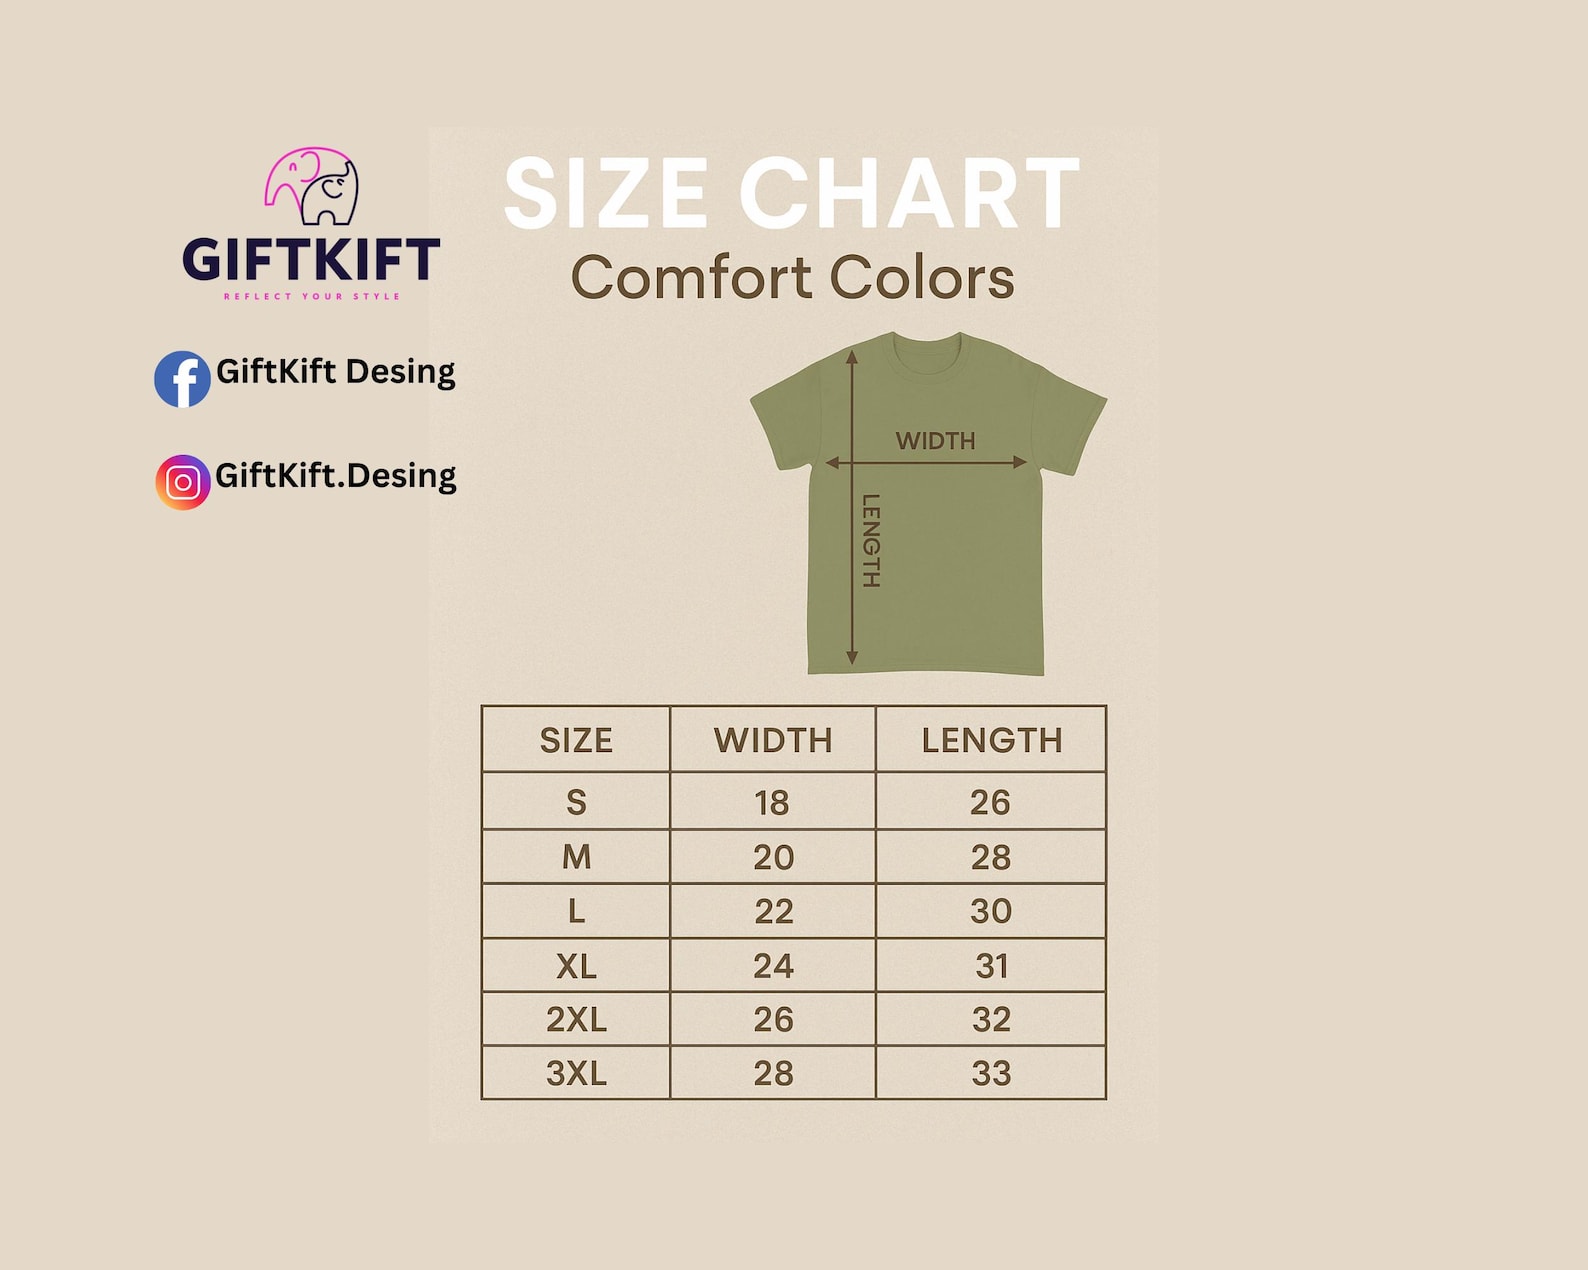 GIFTKIFT
REFLECT YOUR STYLE
GiftKift Desing
GiftKift.Desing
SIZE CHART
Comfort Colors
WIDTH
LENGTH
SIZE WIDTH LENGTH
S 18 26
M 20 28
L 22 30
XL 24 31
2XL 26 32
3XL 28 33